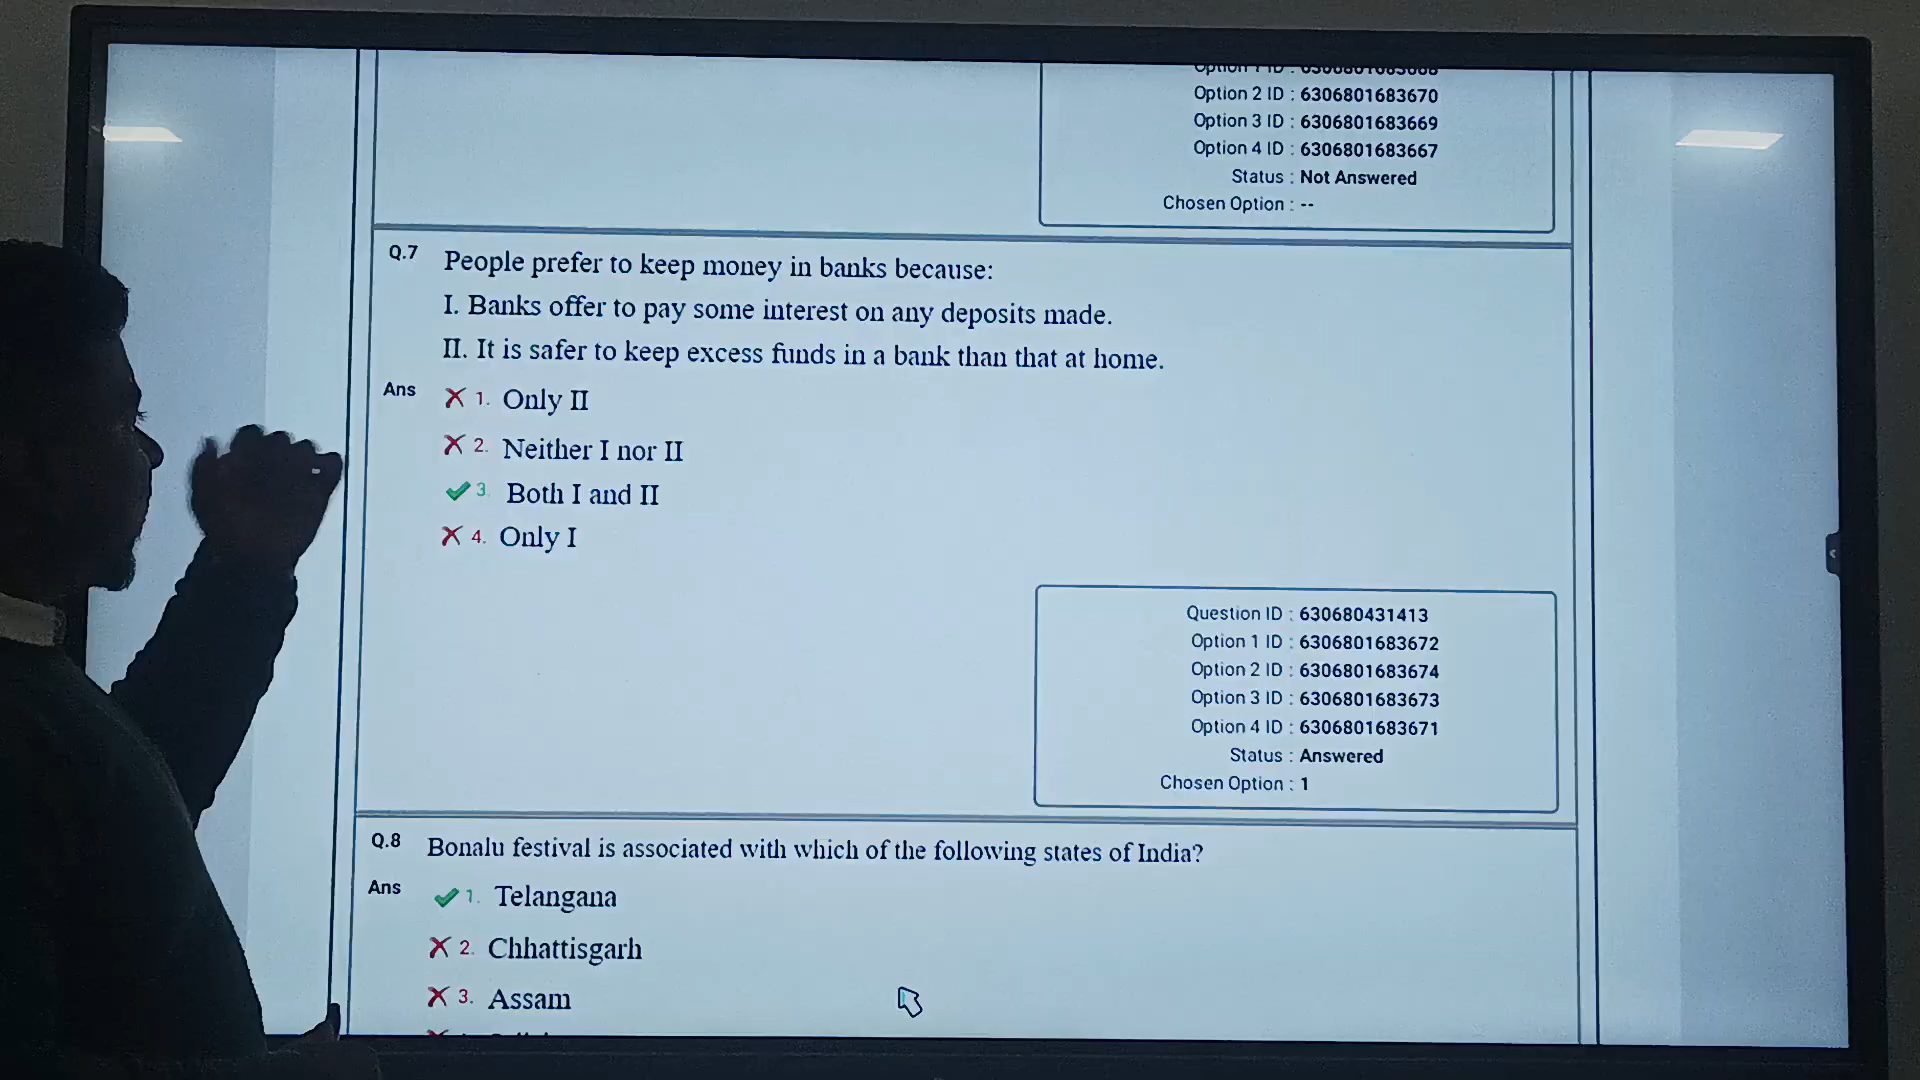 Option 2 ID : 6306801683670
Option 3 ID : 6306801683669
Option 4 ID : 6306801683667
Status : Not Answered
Chosen Option : --
Q.7 People prefer to keep money in banks because:
I. Banks offer to pay some interest on any deposits made.
II. It is safer to keep excess funds in a bank than that at home.
Ans 1. Only II
2. Neither I nor II
3. Both I and II
4. Only I
Question ID : 630680431413
Option 1 ID : 6306801683672
Option 2 ID : 6306801683674
Option 3 ID : 6306801683673
Option 4 ID : 6306801683671
Status : Answered
Chosen Option : 1
Q.8 Bonalu festival is associated with which of the following states of India?
Ans 1. Telangana
2. Chhattisgarh
3. Assam